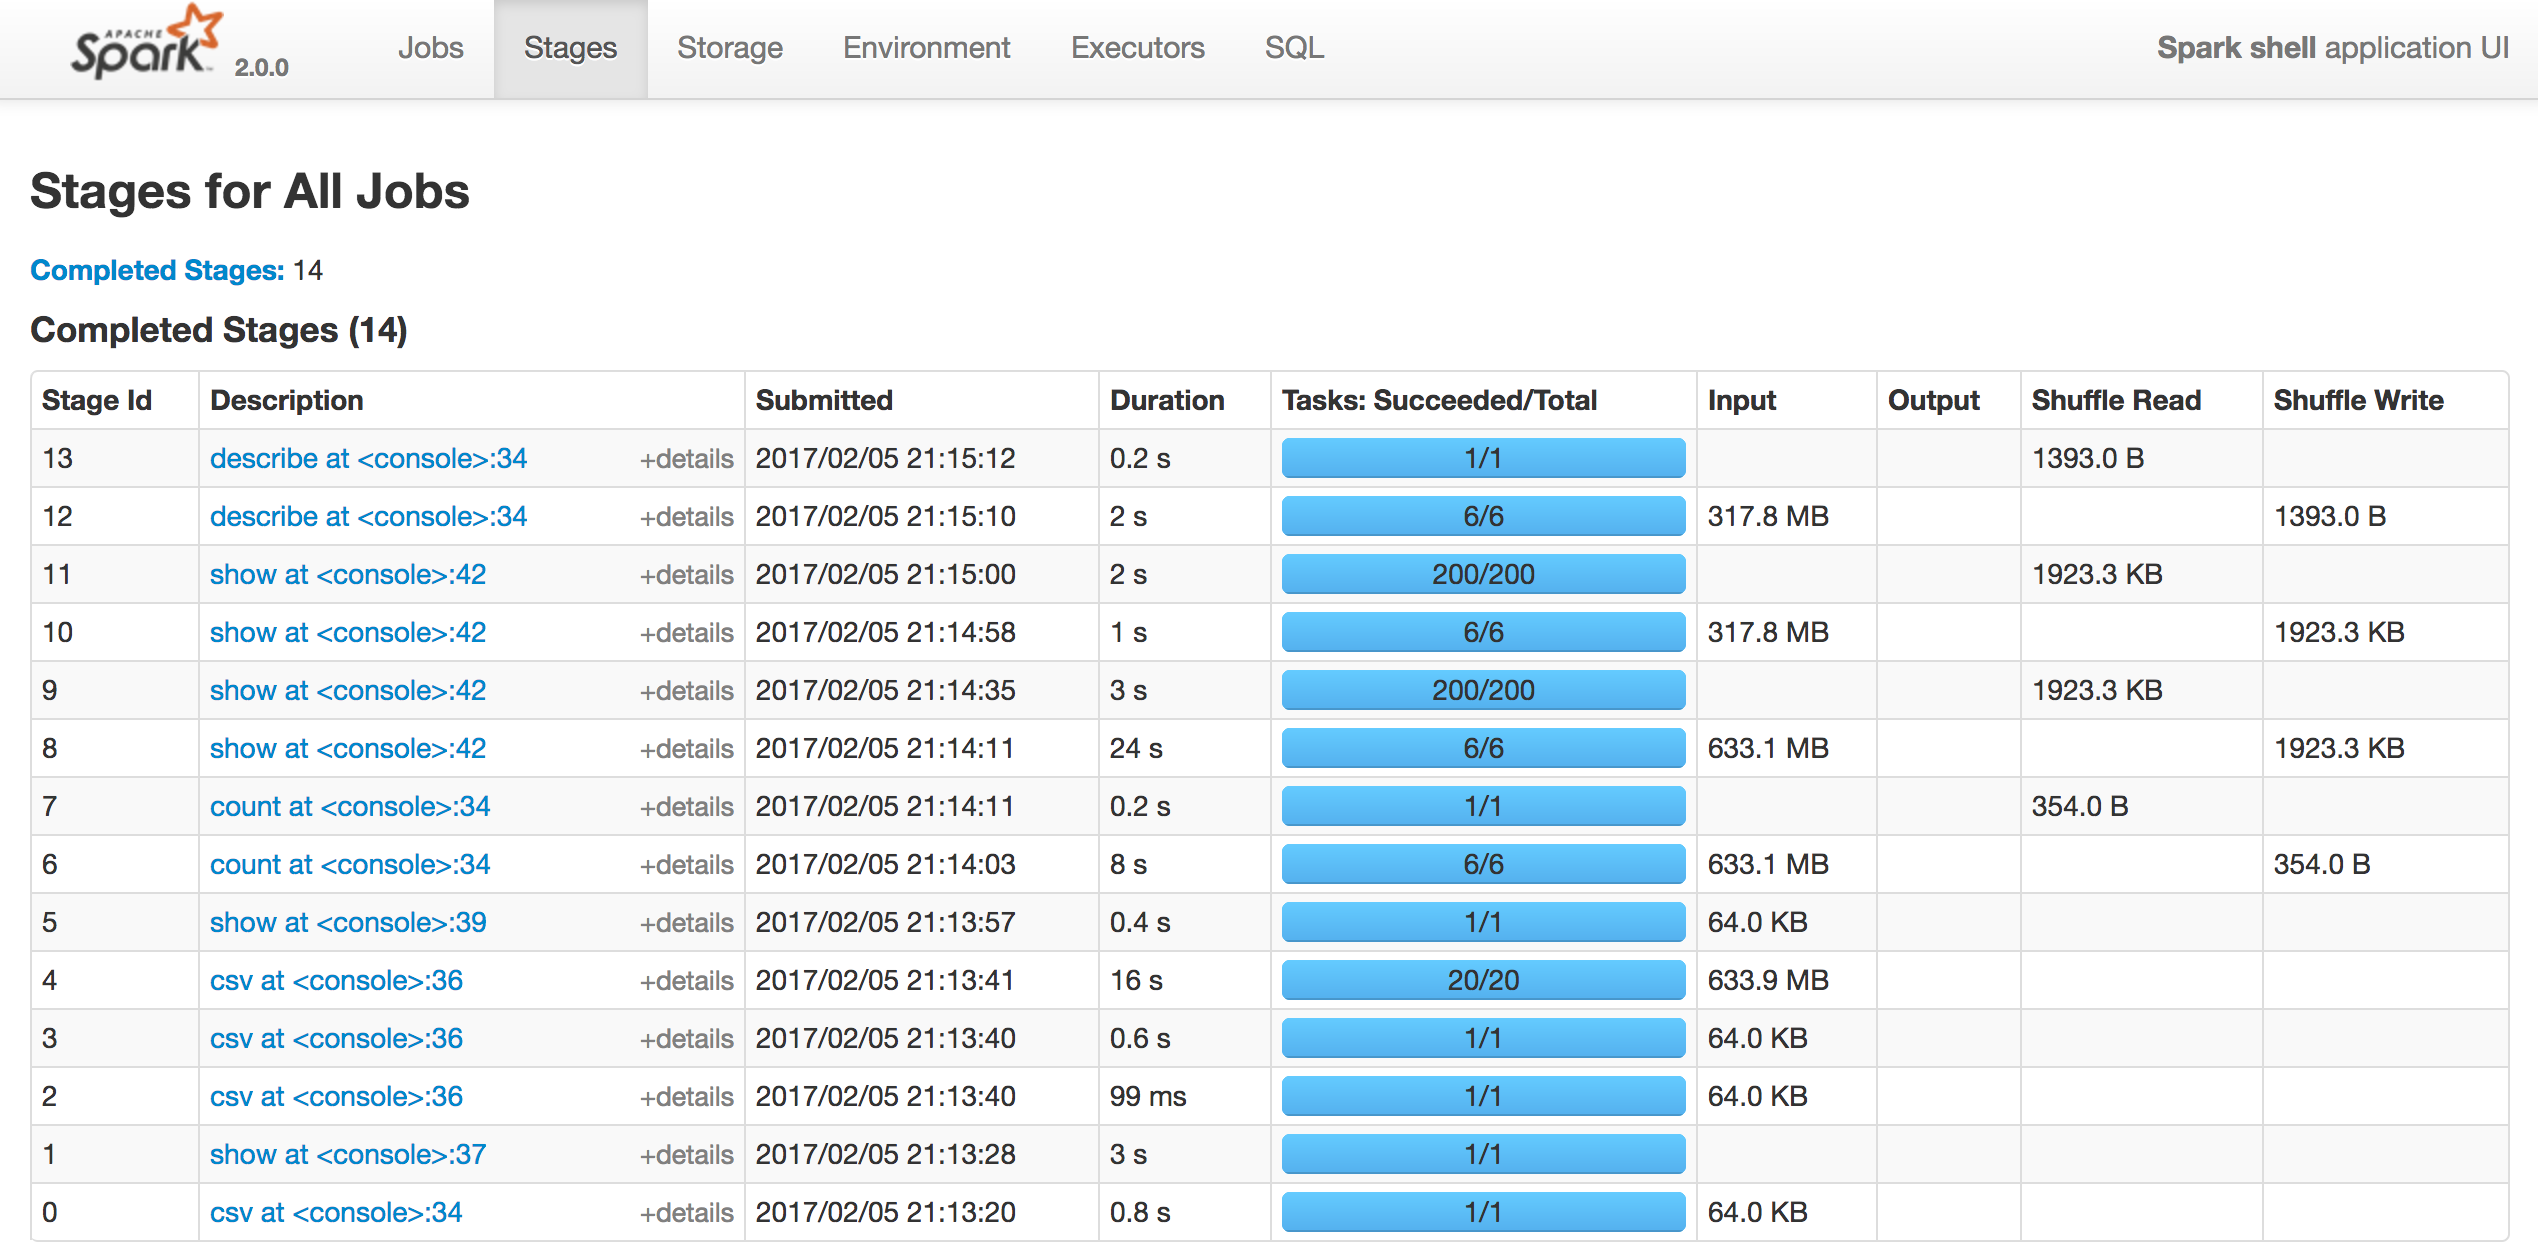 APACHE Spark™ 2.0.0 Jobs Stages Storage Environment Executors SQL Spark shell application UI
Stages for All Jobs
Completed Stages: 14
Completed Stages (14)
Stage Id Description Submitted Duration Tasks: Succeeded/Total Input Output Shuffle Read Shuffle Write
13 describe at <console>:34 +details 2017/02/05 21:15:12 0.2 s 1/1 1393.0 B
12 describe at <console>:34 +details 2017/02/05 21:15:10 2 s 6/6 317.8 MB 1393.0 B
11 show at <console>:42 +details 2017/02/05 21:15:00 2 s 200/200 1923.3 KB
10 show at <console>:42 +details 2017/02/05 21:14:58 1 s 6/6 317.8 MB 1923.3 KB
9 show at <console>:42 +details 2017/02/05 21:14:35 3 s 200/200 1923.3 KB
8 show at <console>:42 +details 2017/02/05 21:14:11 24 s 6/6 633.1 MB 1923.3 KB
7 count at <console>:34 +details 2017/02/05 21:14:11 0.2 s 1/1 354.0 B
6 count at <console>:34 +details 2017/02/05 21:14:03 8 s 6/6 633.1 MB 354.0 B
5 show at <console>:39 +details 2017/02/05 21:13:57 0.4 s 1/1 64.0 KB
4 csv at <console>:36 +details 2017/02/05 21:13:41 16 s 20/20 633.9 MB
3 csv at <console>:36 +details 2017/02/05 21:13:40 0.6 s 1/1 64.0 KB
2 csv at <console>:36 +details 2017/02/05 21:13:40 99 ms 1/1 64.0 KB
1 show at <console>:37 +details 2017/02/05 21:13:28 3 s 1/1
0 csv at <console>:34 +details 2017/02/05 21:13:20 0.8 s 1/1 64.0 KB